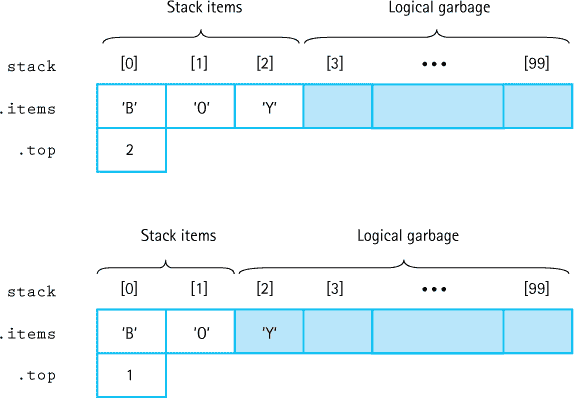 Stack items Logical garbage
stack [0] [1] [2] [3] ••• [99]
.items 'B' 'O' 'Y'
.top 2
Stack items Logical garbage
stack [0] [1] [2] [3] ••• [99]
.items 'B' 'O' 'Y'
.top 1